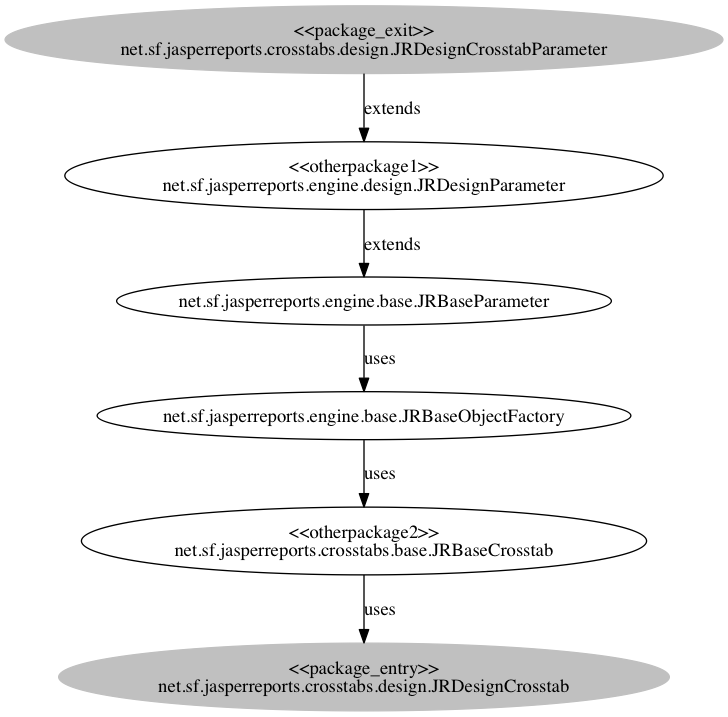 <<package_exit>>
net.sf.jasperreports.crosstabs.design.JRDesignCrosstabParameter
extends
<<otherpackage1>>
net.sf.jasperreports.engine.design.JRDesignParameter
extends
net.sf.jasperreports.engine.base.JRBaseParameter
uses
net.sf.jasperreports.engine.base.JRBaseObjectFactory
uses
<<otherpackage2>>
net.sf.jasperreports.crosstabs.base.JRBaseCrosstab
uses
<<package_entry>>
net.sf.jasperreports.crosstabs.design.JRDesignCrosstab